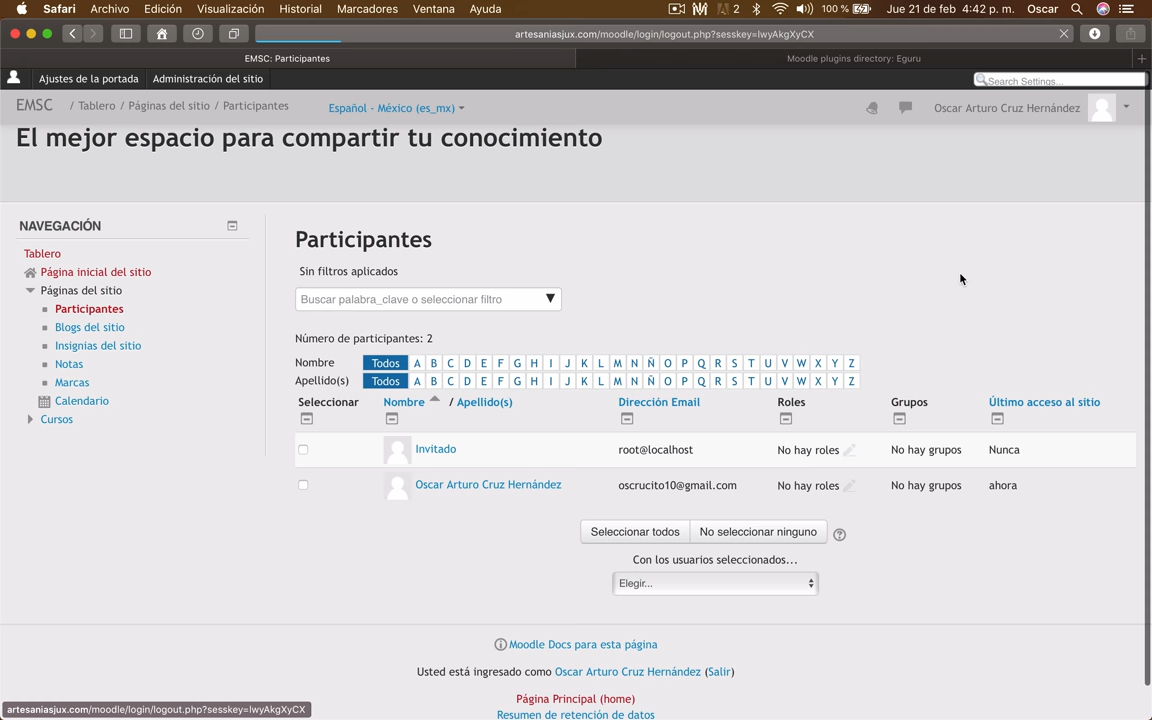 Safari Archivo Edición Visualización Historial Marcadores Ventana Ayuda 2 100 % Jue 21 de feb 4:42 p. m. Oscar
artesaniasjux.com/moodle/login/logout.php?sesskey=lwyAkgXyCX
EMSC: Participantes Moodle plugins directory: Eguru
Ajustes de la portada Administración del sitio Search Settings...
EMSC / Tablero / Páginas del sitio / Participantes Español - México (es_mx) Oscar Arturo Cruz Hernández
El mejor espacio para compartir tu conocimiento
NAVEGACIÓN
Tablero
Página inicial del sitio
Páginas del sitio
Participantes
Blogs del sitio
Insignias del sitio
Notas
Marcas
Calendario
Cursos
Participantes
Sin filtros aplicados
Buscar palabra_clave o seleccionar filtro
Número de participantes: 2
Nombre Todos A B C D E F G H I J K L M N Ñ O P Q R S T U V W X Y Z
Apellido(s) Todos A B C D E F G H I J K L M N Ñ O P Q R S T U V W X Y Z
Seleccionar Nombre / Apellido(s) Dirección Email Roles Grupos Último acceso al sitio
Invitado root@localhost No hay roles No hay grupos Nunca
Oscar Arturo Cruz Hernández oscrucito10@gmail.com No hay roles No hay grupos ahora
Seleccionar todos No seleccionar ninguno
Con los usuarios seleccionados...
Elegir...
Moodle Docs para esta página
Usted está ingresado como Oscar Arturo Cruz Hernández (Salir)
Página Principal (home)
Resumen de retención de datos
artesaniasjux.com/moodle/login/logout.php?sesskey=lwyAkgXyCX